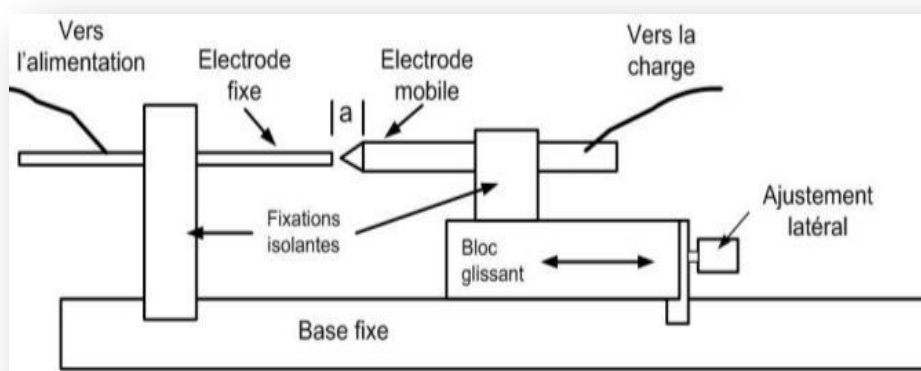 Vers
l'alimentation
Electrode
fixe
a
Electrode
mobile
Vers la
charge
Fixations
isolantes
Bloc
glissant
Ajustement
latéral
Base fixe